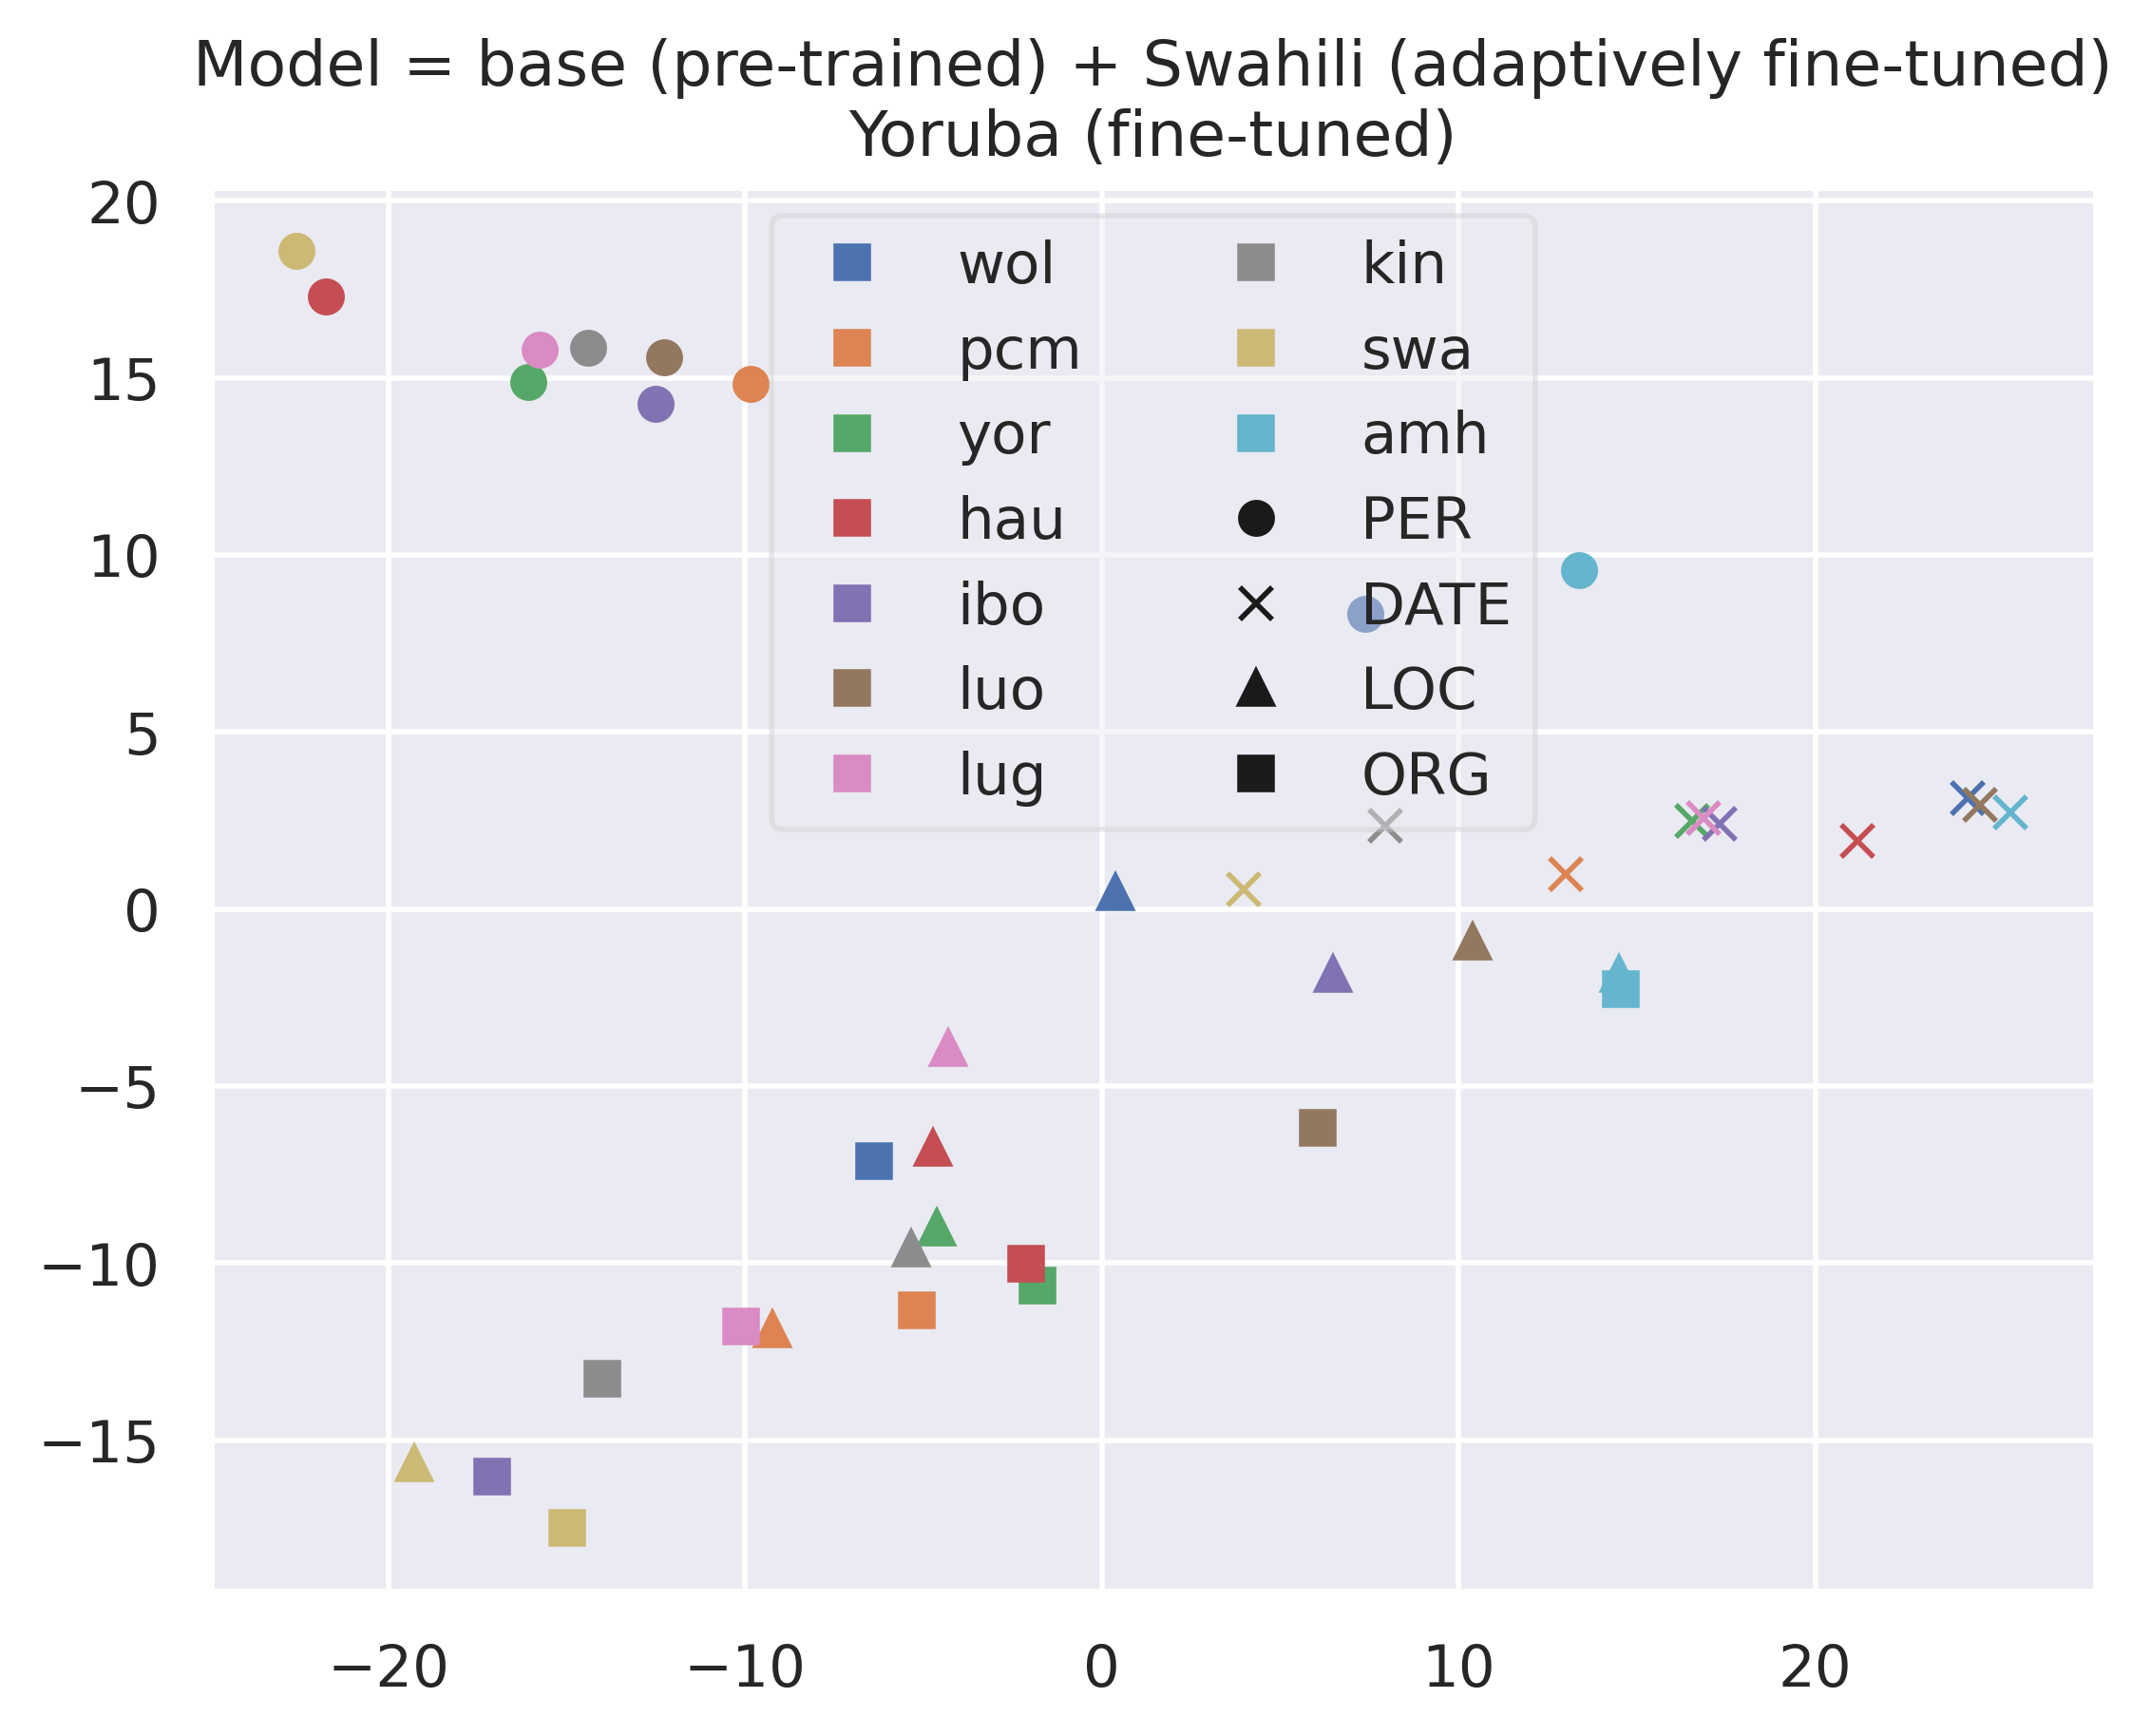 Model = base (pre-trained) + Swahili (adaptively fine-tuned)
Yoruba (fine-tuned)
20
15
10
5
0
−5
−10
−15
wol
pcm
yor
hau
ibo
luo
lug
kin
swa
amh
PER
DATE
LOC
ORG
−20
−10
0
10
20